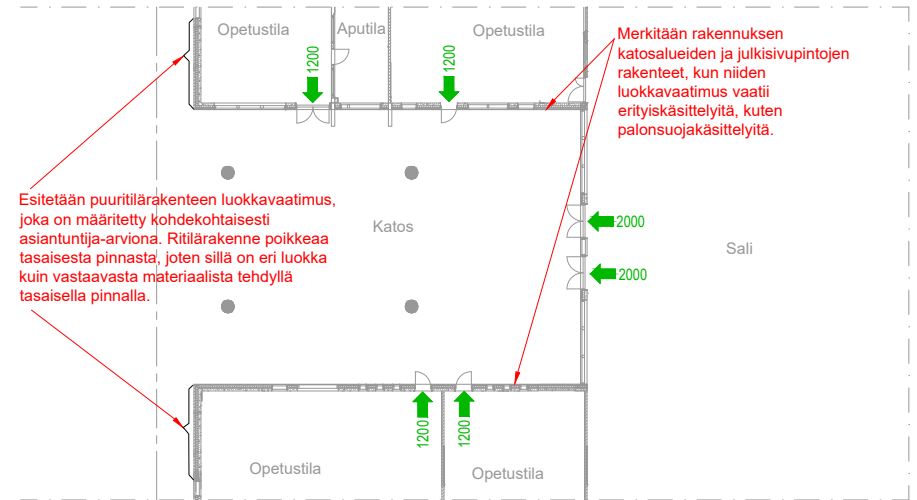 Opetustila
Aputila
Opetustila
1200
1200
Merkitään rakennuksen
katosalueiden ja julkisivupintojen
rakenteet, kun niiden
luokkavaatimus vaatii
erityiskäsittelyitä, kuten
palonsuojakäsittelyitä.
Esitetään puuritilärakenteen luokkavaatimus,
joka on määritetty kohdekohtaisesti
asiantuntija-arviona. Ritilärakenne poikkeaa
tasaisesta pinnasta, joten sillä on eri luokka
kuin vastaavasta materiaalista tehdyllä
tasaisella pinnalla.
Katos
2000
2000
Sali
1200
1200
Opetustila
Opetustila